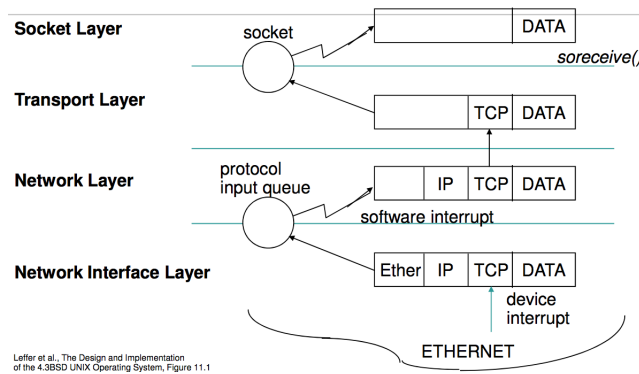 Socket Layer
socket
DATA
soreceive()
Transport Layer
TCP DATA
Network Layer
protocol
input queue
IP TCP DATA
software interrupt
Network Interface Layer
Ether IP TCP DATA
device
interrupt
ETHERNET
Leffer et al., The Design and Implementation
of the 4.3BSD UNIX Operating System, Figure 11.1